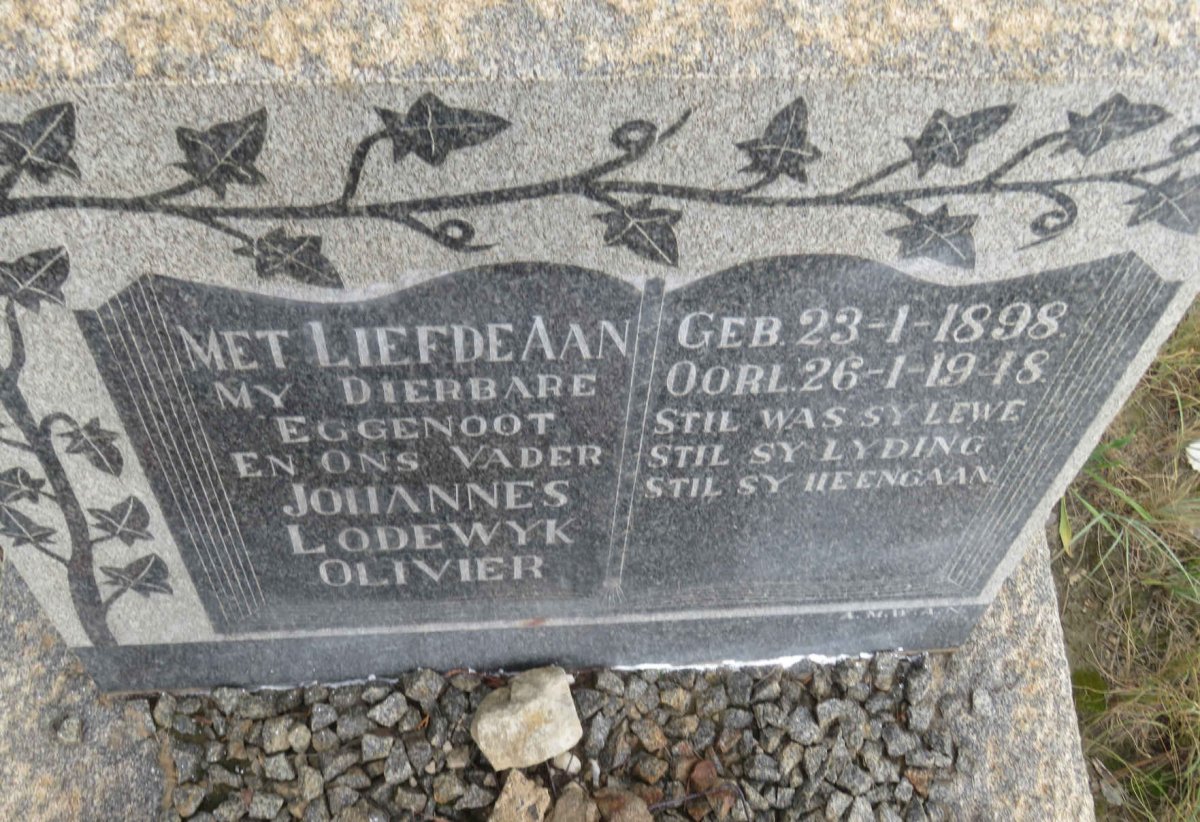 MET LIEFDE AAN
MY DIERBARE
EGGENOOT
EN ONS VADER
JOHANNES
LODEWYK
OLIVIER
GEB. 23-1-1898.
OORL. 26-1-1948.
STIL WAS SY LEWE
STIL SY LYDING
STIL SY HEENGAAN